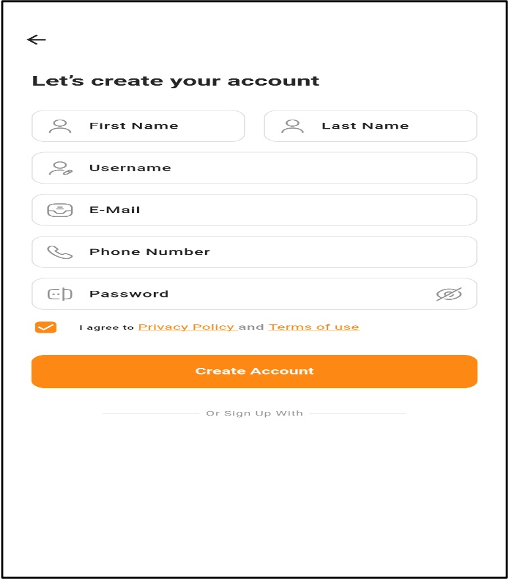 Let's create your account
First Name Last Name
Username
E-Mail
Phone Number
Password
I agree to Privacy Policy and Terms of use
Create Account
Or Sign Up With